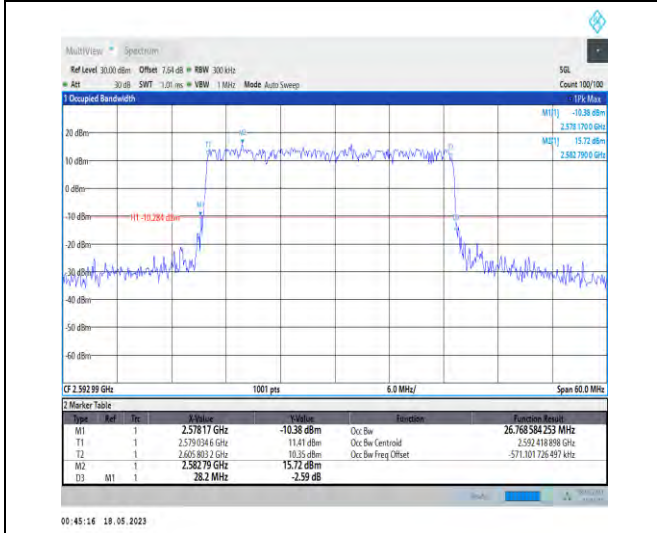 MultiView Spectrum
Ref Level 30.00 dBm Offset 7.64 dB RBW 300 kHz SGL
Att 30 dB SWT 1.01 ms VBW 1 MHz Mode Auto Sweep Count 100/100
1 Occupied Bandwidth 1Pk Max
M1[1] -10.38 dBm
2.578 170 0 GHz
M2[1] 15.72 dBm
2.582 790 0 GHz
20 dBm
10 dBm
0 dBm
-10 dBm
H1 -10.284 dBm
-20 dBm
-30 dBm
-40 dBm
-50 dBm
-60 dBm
M2
T1
M1
CF 2.592 99 GHz 1001 pts 6.0 MHz/ Span 60.0 MHz
2 Marker Table
Type Ref Trc X-Value Y-Value Function Function Result
M1 1 2.57817 GHz -10.38 dBm Occ Bw 26.768 584 253 MHz
T1 1 2.579 034 6 GHz 11.41 dBm Occ Bw Centroid 2.592 418 898 GHz
T2 1 2.605 803 2 GHz 10.35 dBm Occ Bw Freq Offset -571.101 726 497 kHz
M2 1 2.58279 GHz 15.72 dBm
D3 M1 1 28.2 MHz -2.59 dB
00:45:16 18.05.2023